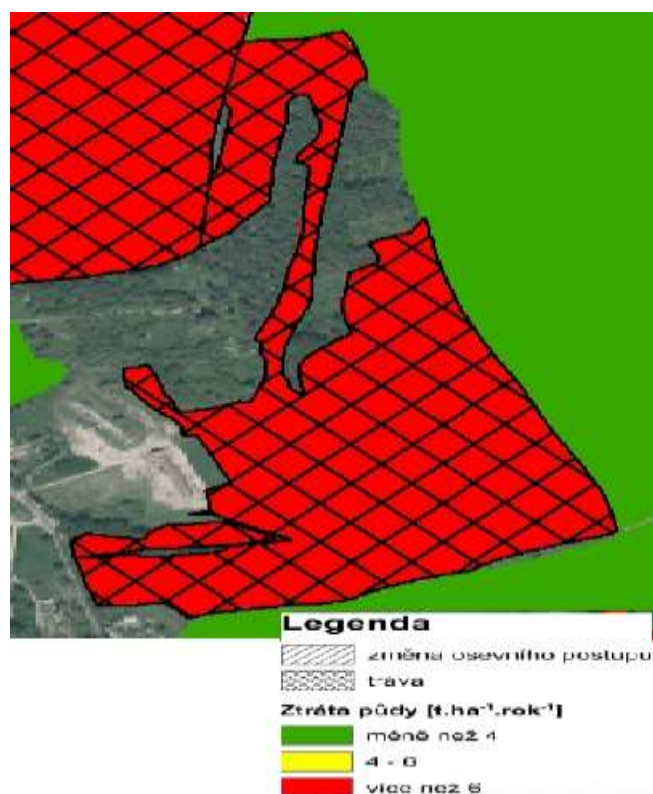 Legenda
změna osevního postupu
tráva
Ztráta půdy [t.ha⁻¹.rok⁻¹]
méně než 4
4 - 6
více než 6